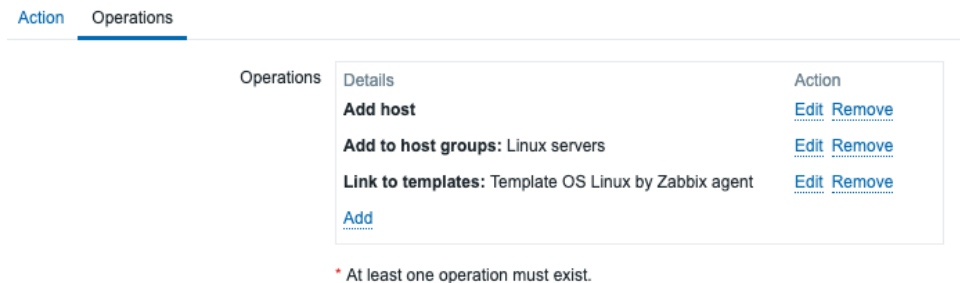 Action Operations
Operations Details Action
Add host Edit Remove
Add to host groups: Linux servers Edit Remove
Link to templates: Template OS Linux by Zabbix agent Edit Remove
Add
* At least one operation must exist.